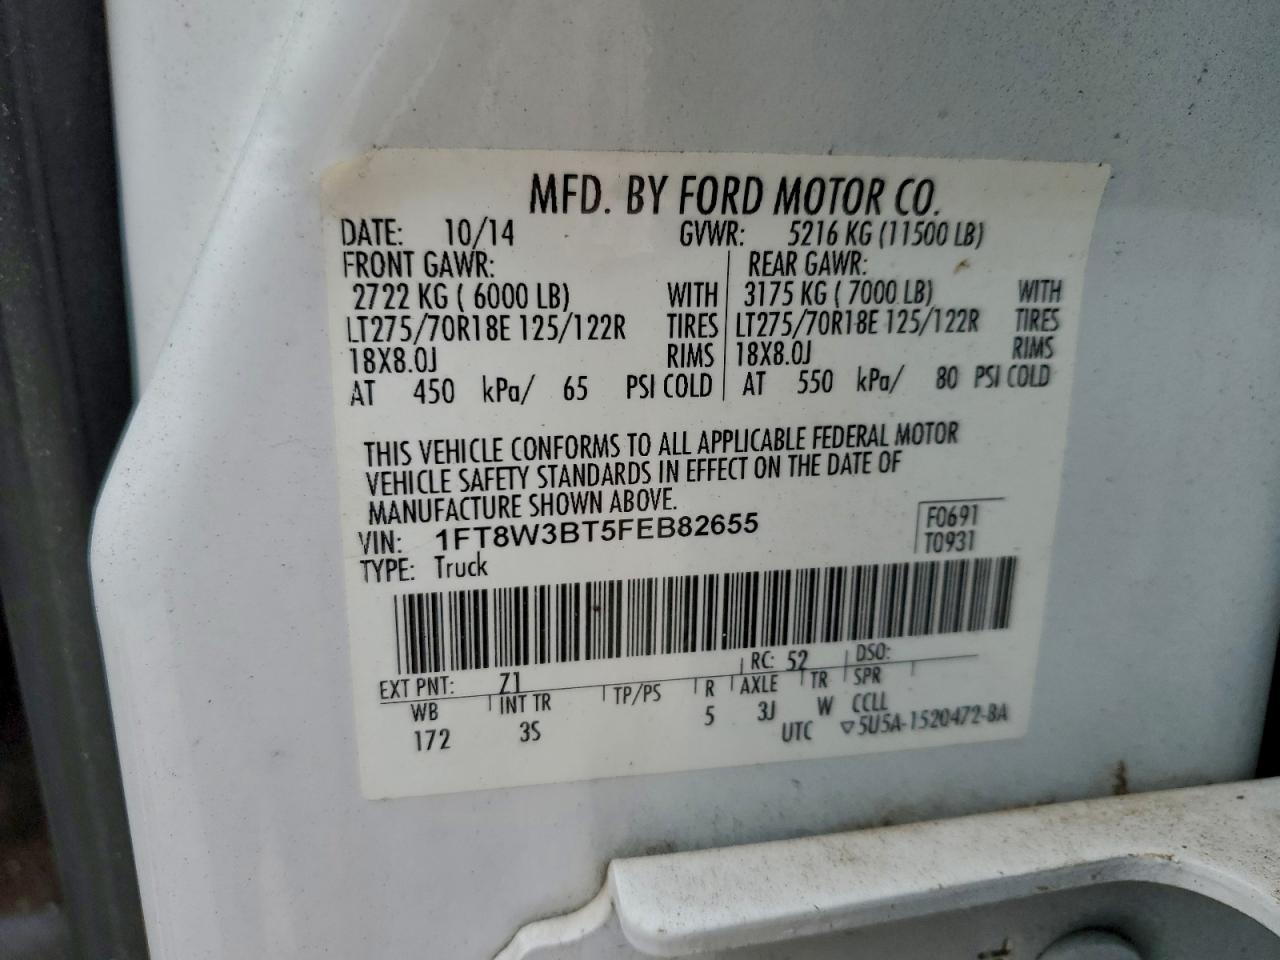 MFD. BY FORD MOTOR CO.
DATE: 10/14 GVWR: 5216 KG (11500 LB)
FRONT GAWR: REAR GAWR:
2722 KG ( 6000 LB) WITH 3175 KG ( 7000 LB) WITH
LT275/70R18E 125/122R TIRES LT275/70R18E 125/122R TIRES
18X8.0J RIMS 18X8.0J RIMS
AT 450 kPa/ 65 PSI COLD AT 550 kPa/ 80 PSI COLD
THIS VEHICLE CONFORMS TO ALL APPLICABLE FEDERAL MOTOR
VEHICLE SAFETY STANDARDS IN EFFECT ON THE DATE OF
MANUFACTURE SHOWN ABOVE.
VIN: 1FT8W3BT5FEB82655 F0691
TYPE: Truck T0931
EXT PNT: Z1 RC: 52 DSO:
WB INT TR TP/PS R AXLE TR SPR
172 3S 5 3J W CCLL
UTC ▽5U5A-1520472-BA